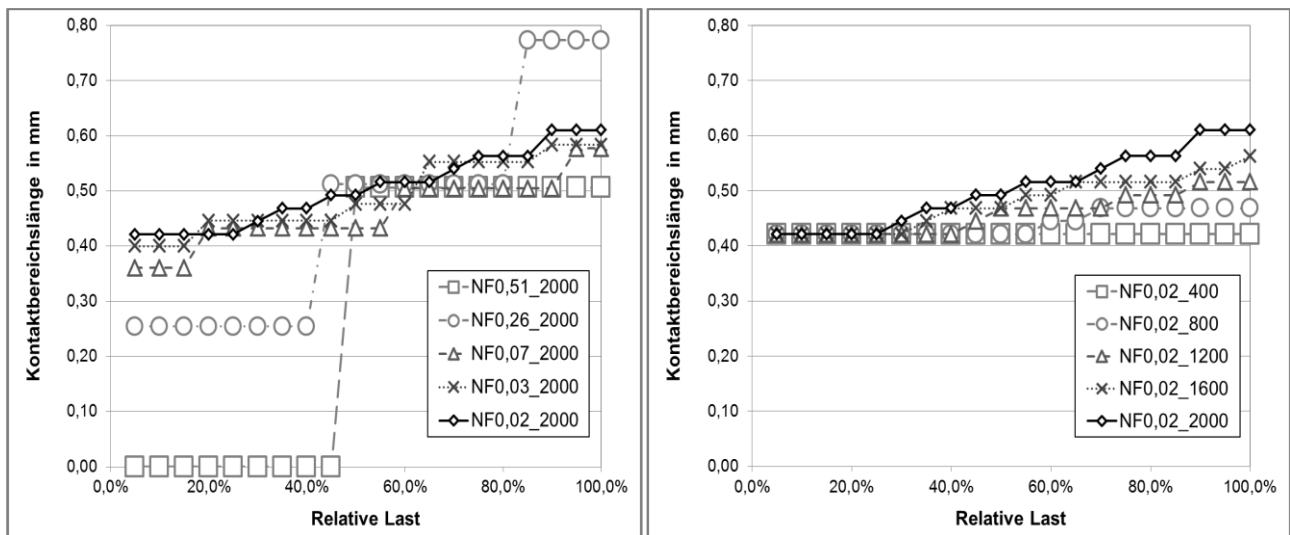 0,80
0,70
0,60
0,50
0,40
0,30
0,20
0,10
0,00
Kontaktbereichslänge in mm
0,0% 20,0% 40,0% 60,0% 80,0% 100,0%
Relative Last
NF0,51_2000
NF0,26_2000
NF0,07_2000
NF0,03_2000
NF0,02_2000
0,80
0,70
0,60
0,50
0,40
0,30
0,20
0,10
0,00
Kontaktbereichslänge in mm
0,0% 20,0% 40,0% 60,0% 80,0% 100,0%
Relative Last
NF0,02_400
NF0,02_800
NF0,02_1200
NF0,02_1600
NF0,02_2000